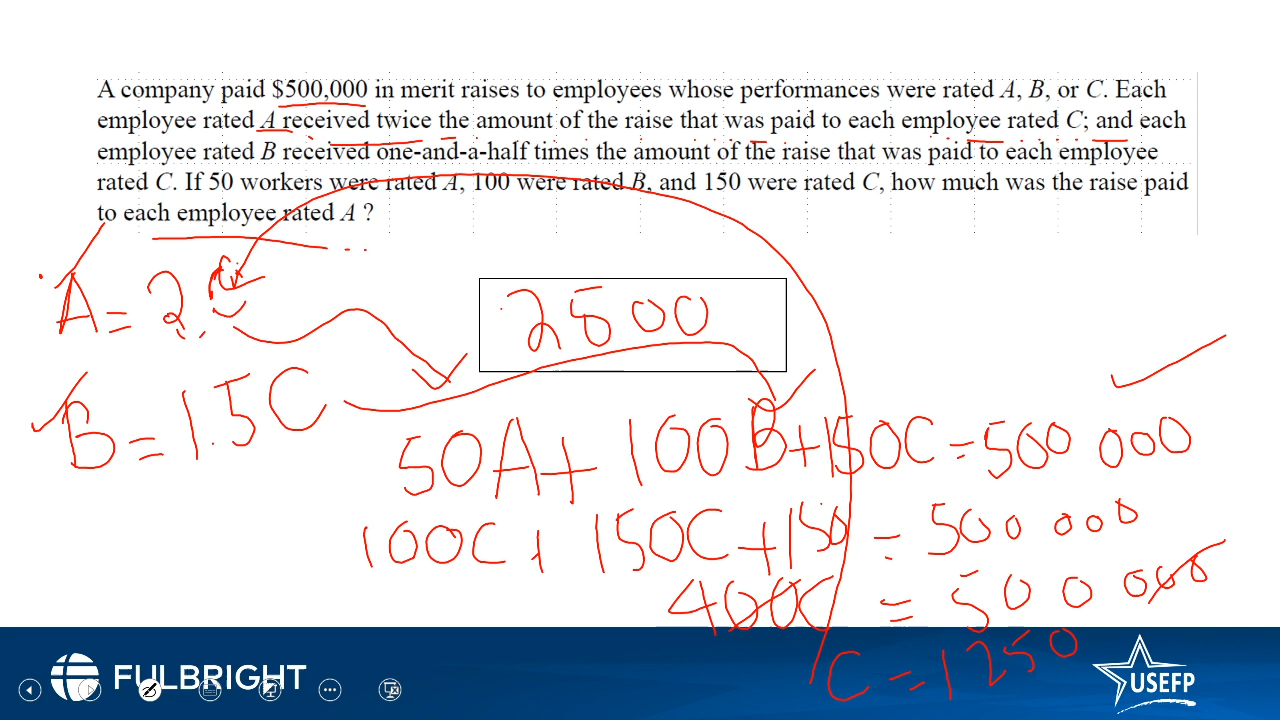 A company paid $500,000 in merit raises to employees whose performances were rated A, B, or C. Each
employee rated A received twice the amount of the raise that was paid to each employee rated C; and each
employee rated B received one-and-a-half times the amount of the raise that was paid to each employee
rated C. If 50 workers were rated A, 100 were rated B, and 150 were rated C, how much was the raise paid
to each employee rated A ?
A = 2C
2500
B = 1.5C
50A + 100B + 150C = 500 000
100C + 150C + 150 = 500 000
400C = 500 000
C = 1250
FULBRIGHT
USEFP